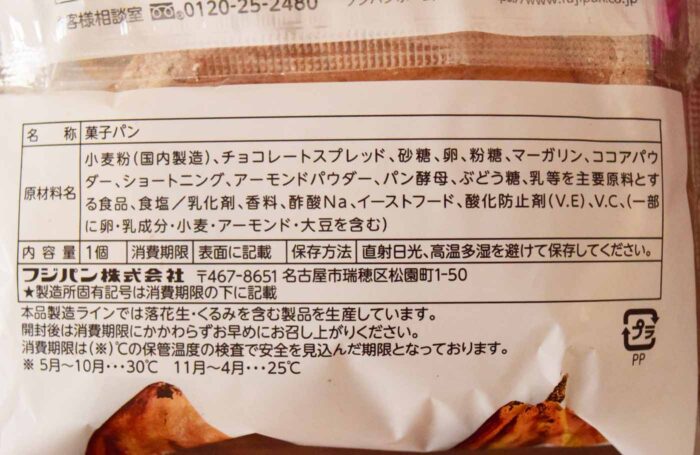 客様相談室 0120-25-2480
名 称 菓子パン
原材料名 小麦粉(国内製造)、チョコレートスプレッド、砂糖、卵、粉糖、マーガリン、ココアパウ
ダー、ショートニング、アーモンドパウダー、パン酵母、ぶどう糖、乳等を主要原料とす
る食品、食塩/乳化剤、香料、酢酸Na、イーストフード、酸化防止剤(V.E)、V.C、(一部
に卵・乳成分・小麦・アーモンド・大豆を含む)
内 容 量 1個 消費期限 表面に記載 保存方法 直射日光、高温多湿を避けて保存してください。
フジパン株式会社 〒467-8651 名古屋市瑞穂区松園町1-50
★製造所固有記号は消費期限の下に記載
本品製造ラインでは落花生・くるみを含む製品を生産しています。
開封後は消費期限にかかわらずお早めにお召し上がりください。
消費期限は(※)℃の保管温度の検査で安全を見込んだ期限となっております。
※ 5月~10月・・・30℃ 11月~4月・・・25℃
プラ
PP